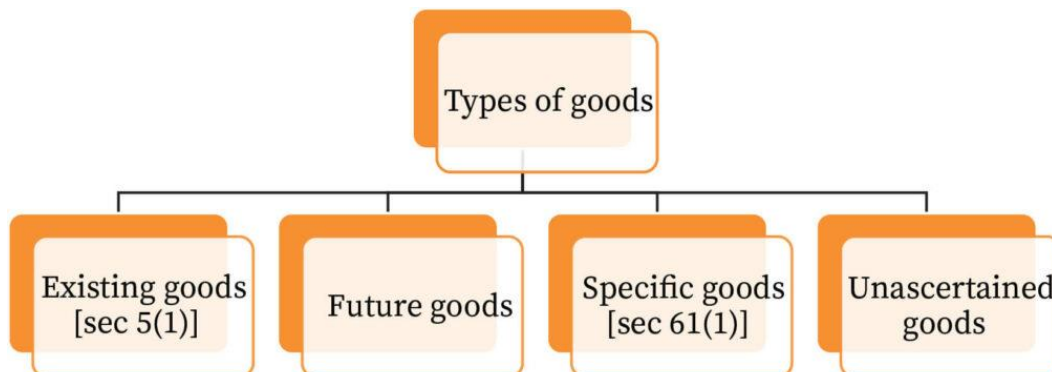 Types of goods
Existing goods
[sec 5(1)]
Future goods
Specific goods
[sec 61(1)]
Unascertained
goods